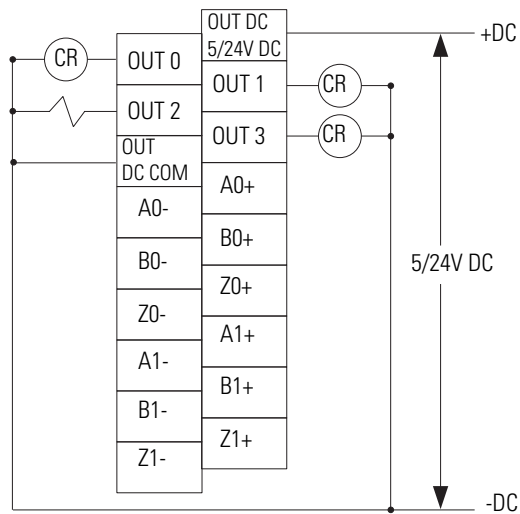 OUT DC
5/24V DC
+DC
CR
OUT 0
OUT 1
CR
OUT 2
OUT 3
CR
OUT
DC COM
A0+
A0-
B0+
B0-
5/24V DC
Z0+
Z0-
A1+
A1-
B1+
B1-
Z1+
Z1-
-DC